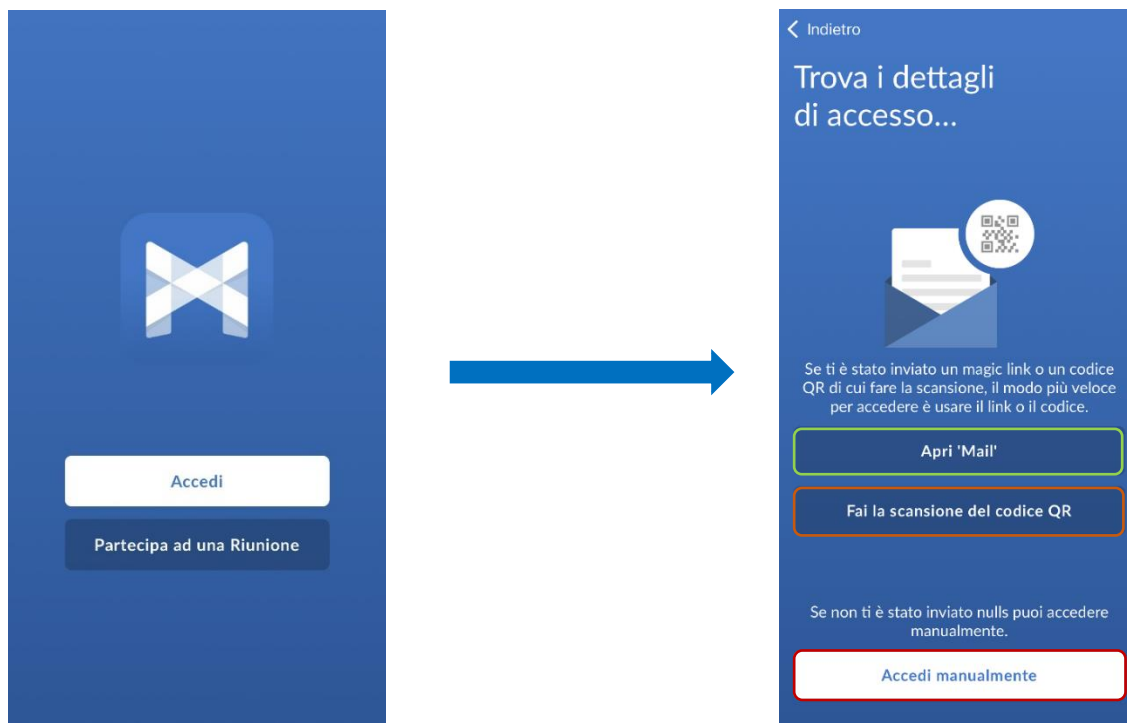 Accedi
Partecipa ad una Riunione
Indietro
Trova i dettagli
di accesso...
Se ti è stato inviato un magic link o un codice
QR di cui fare la scansione, il modo più veloce
per accedere è usare il link o il codice.
Apri 'Mail'
Fai la scansione del codice QR
Se non ti è stato inviato nulls puoi accedere
manualmente.
Accedi manualmente